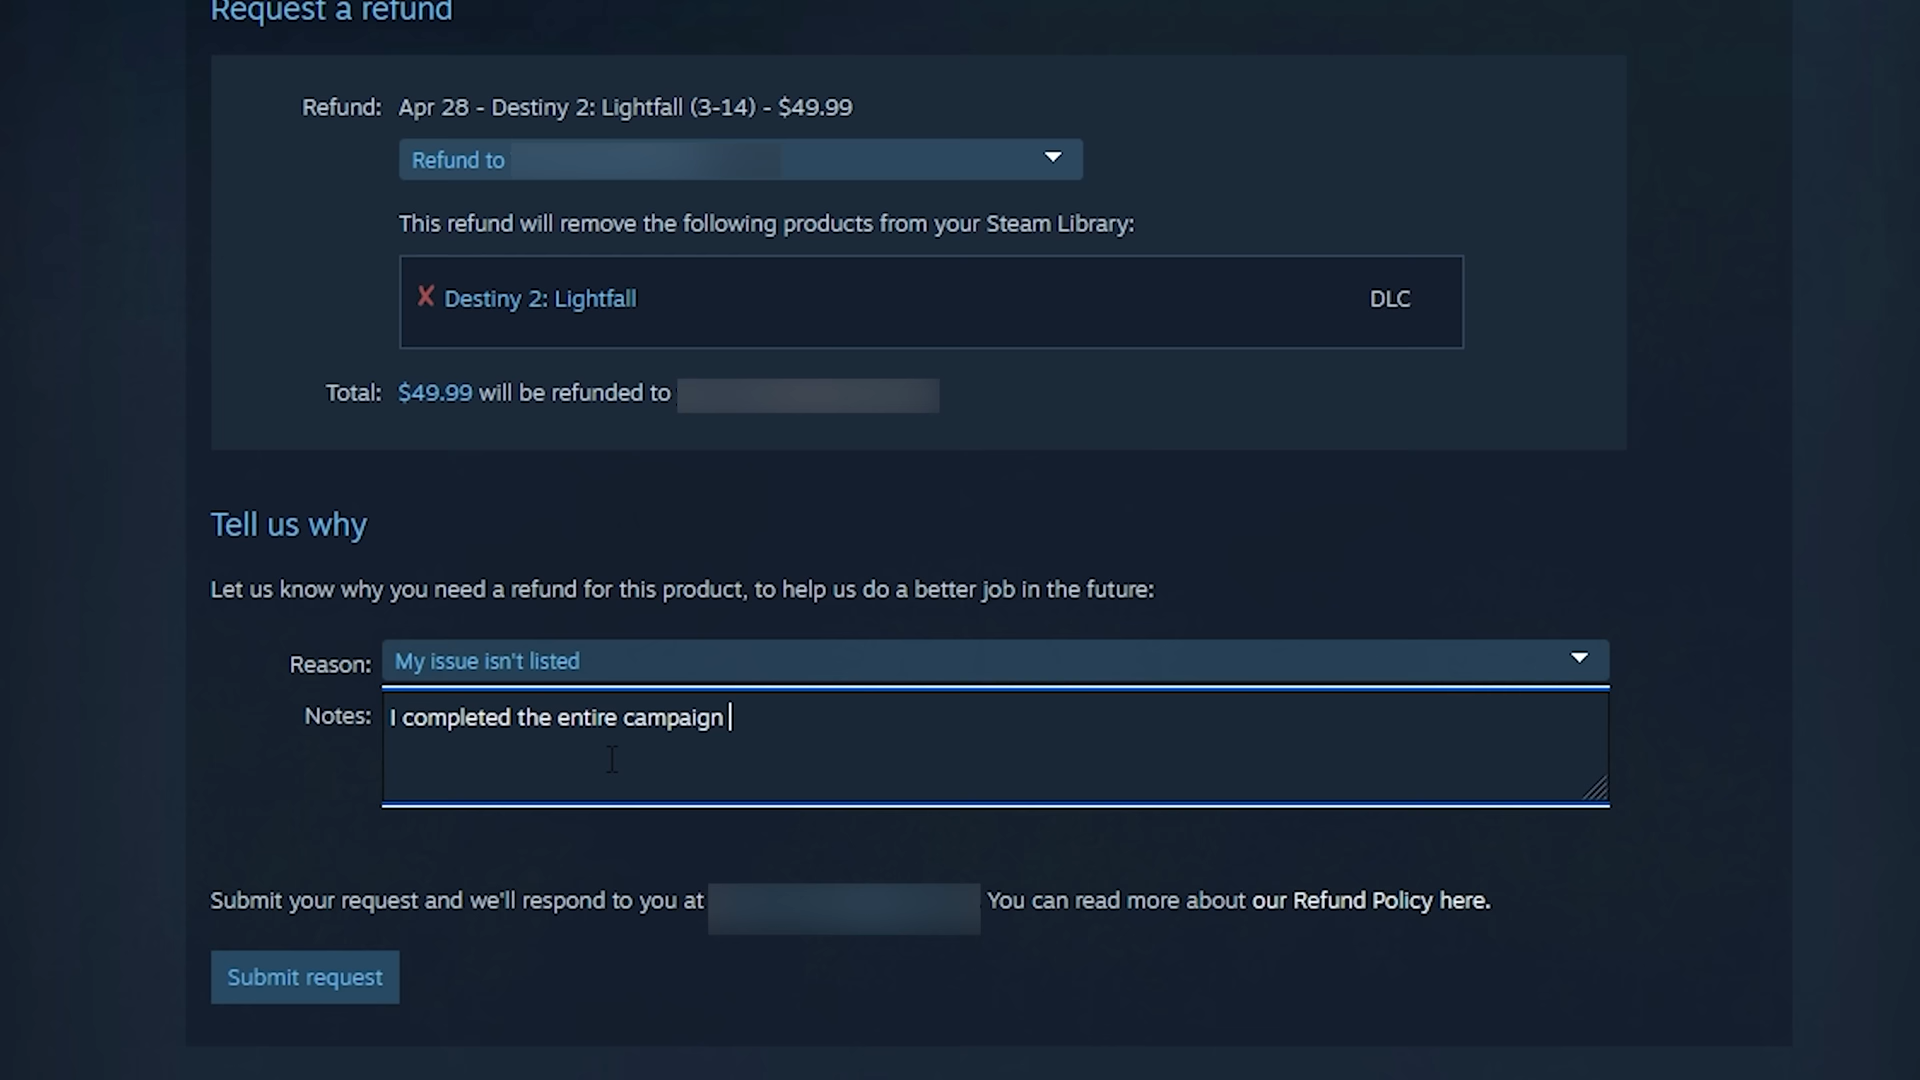 Request a refund
Refund: Apr 28 - Destiny 2: Lightfall (3-14) - $49.99
Refund to
This refund will remove the following products from your Steam Library:
X Destiny 2: Lightfall DLC
Total: $49.99 will be refunded to
Tell us why
Let us know why you need a refund for this product, to help us do a better job in the future:
Reason: My issue isn't listed
Notes: I completed the entire campaign
Submit your request and we'll respond to you at You can read more about our Refund Policy here.
Submit request